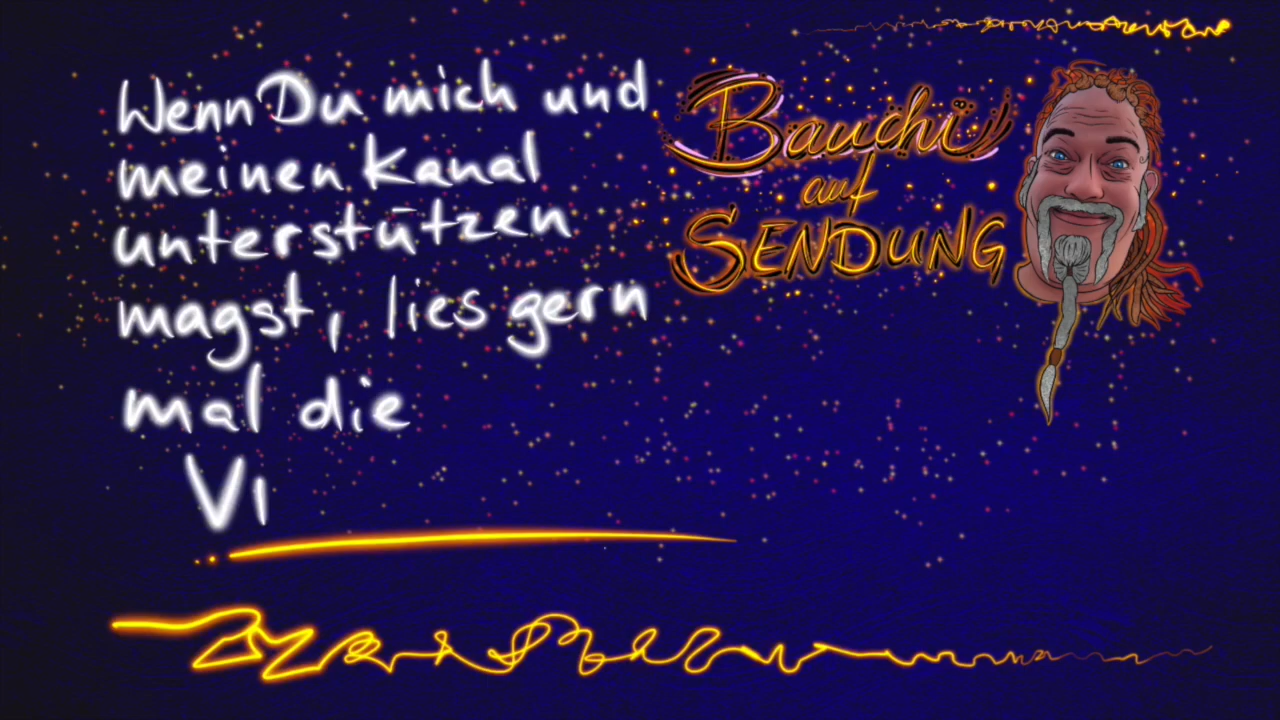 Wenn Du mich und
meinen Kanal
unterstützen
magst, lies gern
mal die
Vi
Bauchi
auf
SENDUNG